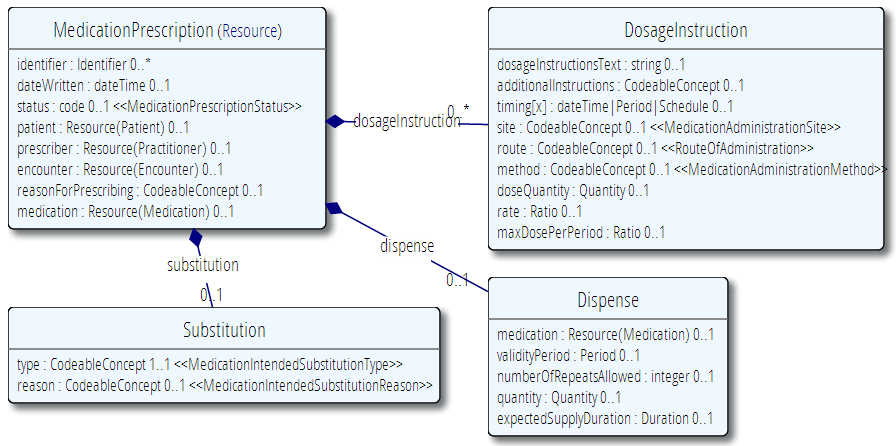 MedicationPrescription (Resource)
identifier : Identifier 0..*
dateWritten : dateTime 0..1
status : code 0..1 <<MedicationPrescriptionStatus>>
patient : Resource(Patient) 0..1
prescriber : Resource(Practitioner) 0..1
encounter : Resource(Encounter) 0..1
reasonForPrescribing : CodeableConcept 0..1
medication : Resource(Medication) 0..1
dosageInstruction
0..*
DosageInstruction
dosageInstructionsText : string 0..1
additionalInstructions : CodeableConcept 0..1
timing[x] : dateTime|Period|Schedule 0..1
site : CodeableConcept 0..1 <<MedicationAdministrationSite>>
route : CodeableConcept 0..1 <<RouteOfAdministration>>
method : CodeableConcept 0..1 <<MedicationAdministrationMethod>>
doseQuantity : Quantity 0..1
rate : Ratio 0..1
maxDosePerPeriod : Ratio 0..1
dispense
0..1
substitution
0..1
Substitution
type : CodeableConcept 1..1 <<MedicationIntendedSubstitutionType>>
reason : CodeableConcept 0..1 <<MedicationIntendedSubstitutionReason>>
Dispense
medication : Resource(Medication) 0..1
validityPeriod : Period 0..1
numberOfRepeatsAllowed : integer 0..1
quantity : Quantity 0..1
expectedSupplyDuration : Duration 0..1